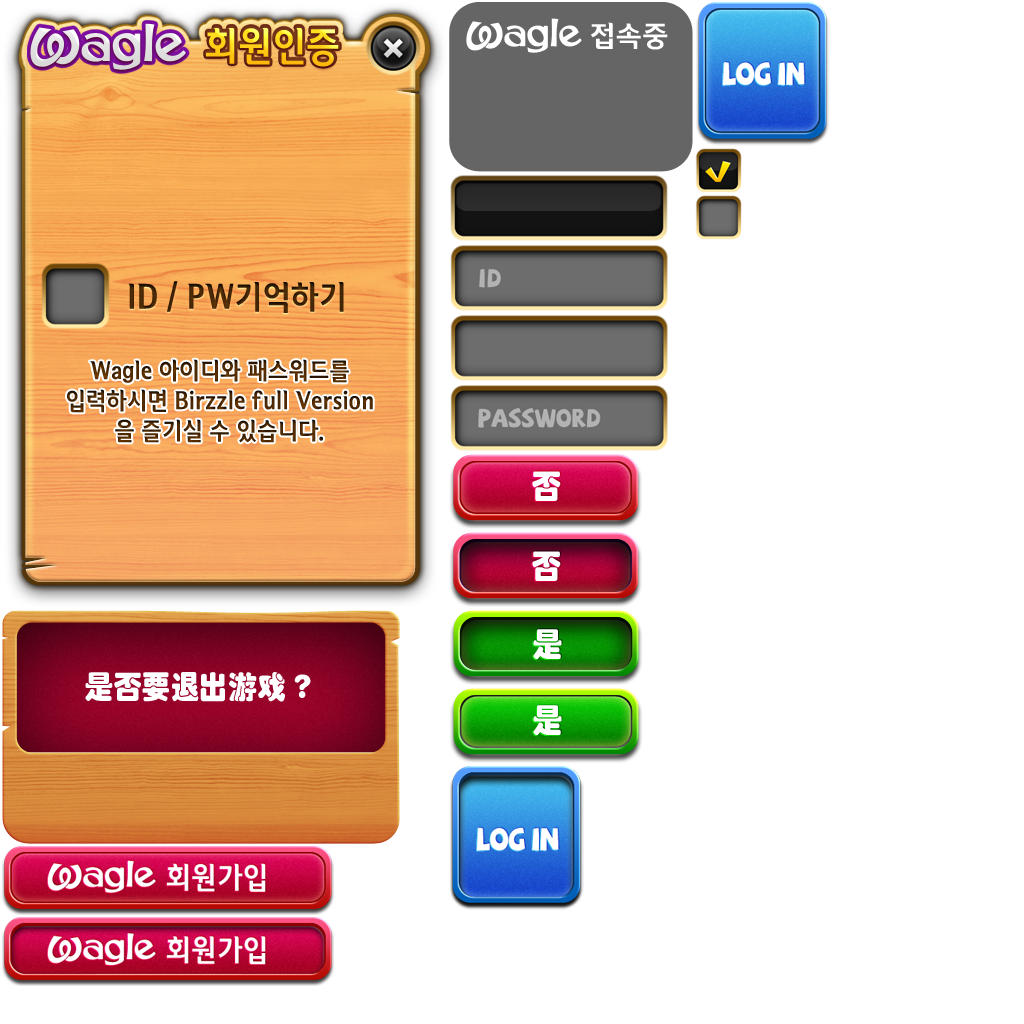 Wagle 회원인증
ID / PW기억하기
Wagle 아이디와 패스워드를
입력하시면 Birzzle full Version
을 즐기실 수 있습니다.
是否要退出游戏？
Wagle 회원가입
Wagle 회원가입
Wagle 접속중
ID
PASSWORD
否
否
是
是
LOG IN
LOG IN